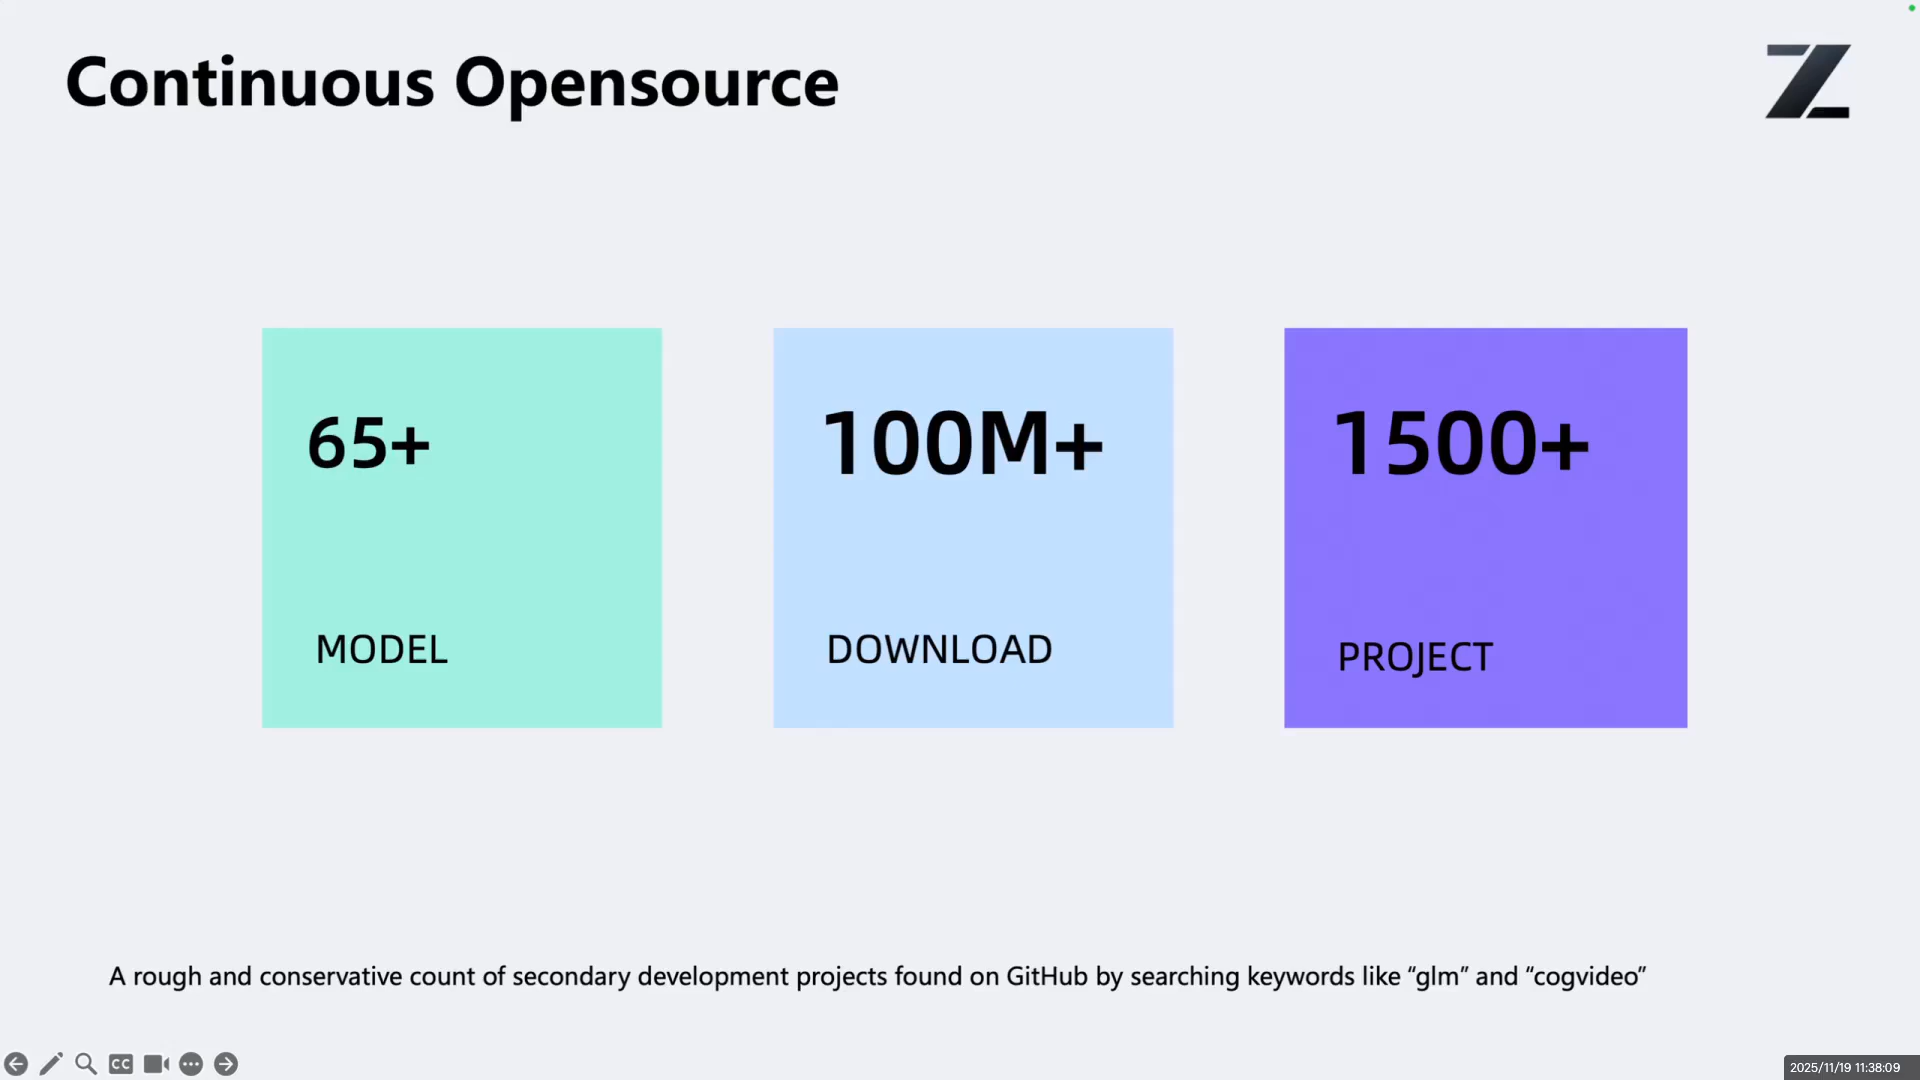 Continuous Opensource
65+
100M+
1500+
MODEL
DOWNLOAD
PROJECT
A rough and conservative count of secondary development projects found on GitHub by searching keywords like “glm” and “cogvideo”
CC
2025/11/19 11:38:09